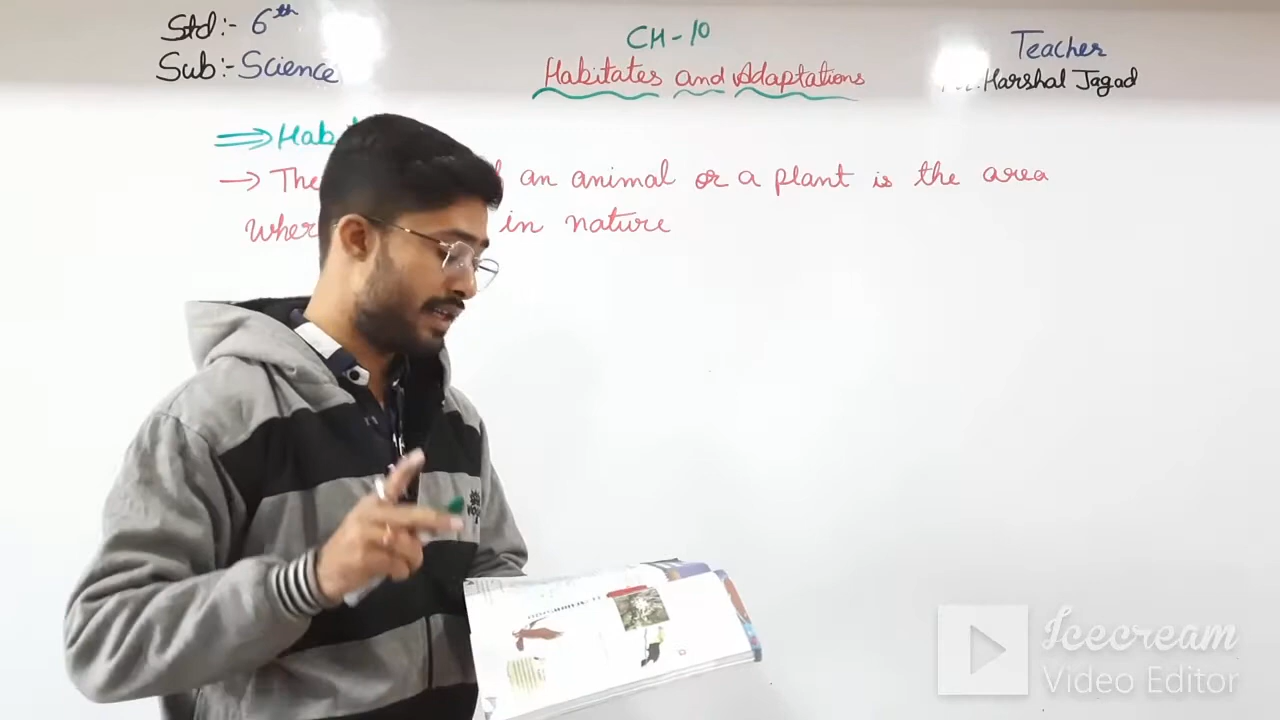 Std:- 6th
Sub:- Science
CH-10
Habitates and Adaptations
Teacher
Harshal Jagad
⇒ Hab
→ The an animal or a plant is the area
in nature
Icecream
Video Editor